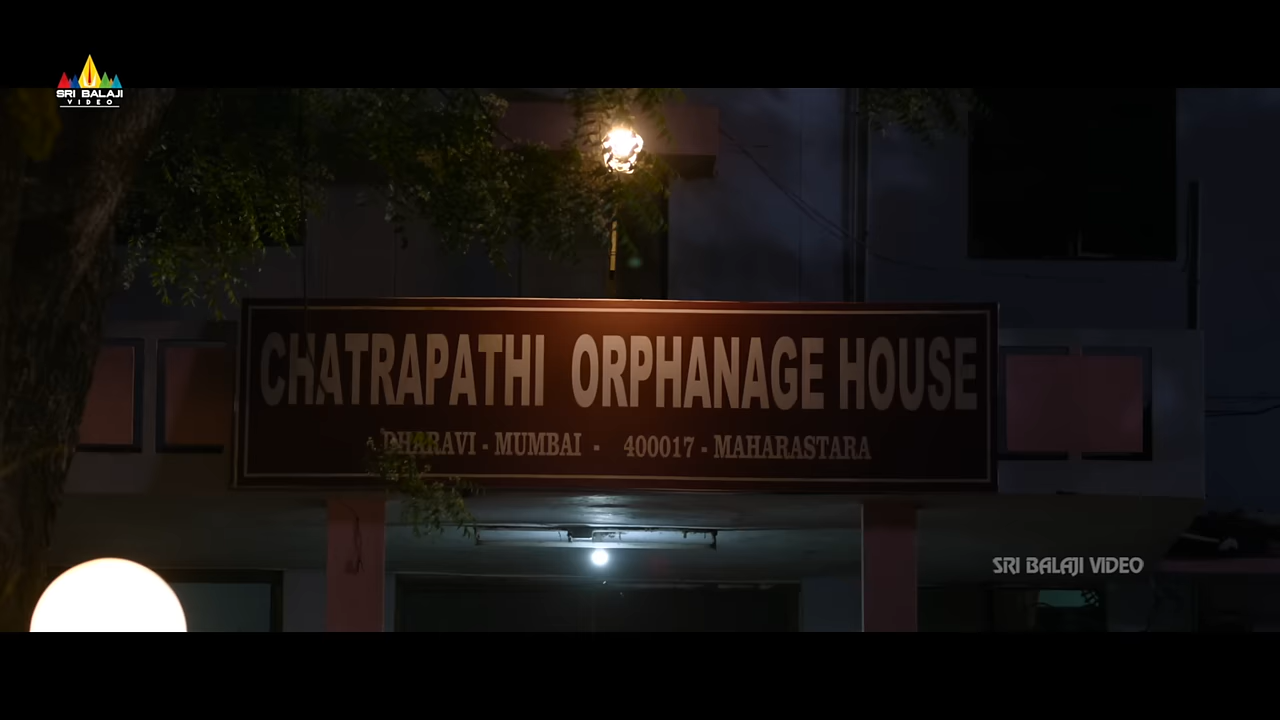 SRI BALAJI
VIDEO
CHATRAPATHI ORPHANAGE HOUSE
DHARAVI - MUMBAI - 400017 - MAHARASTARA
SRI BALAJI VIDEO